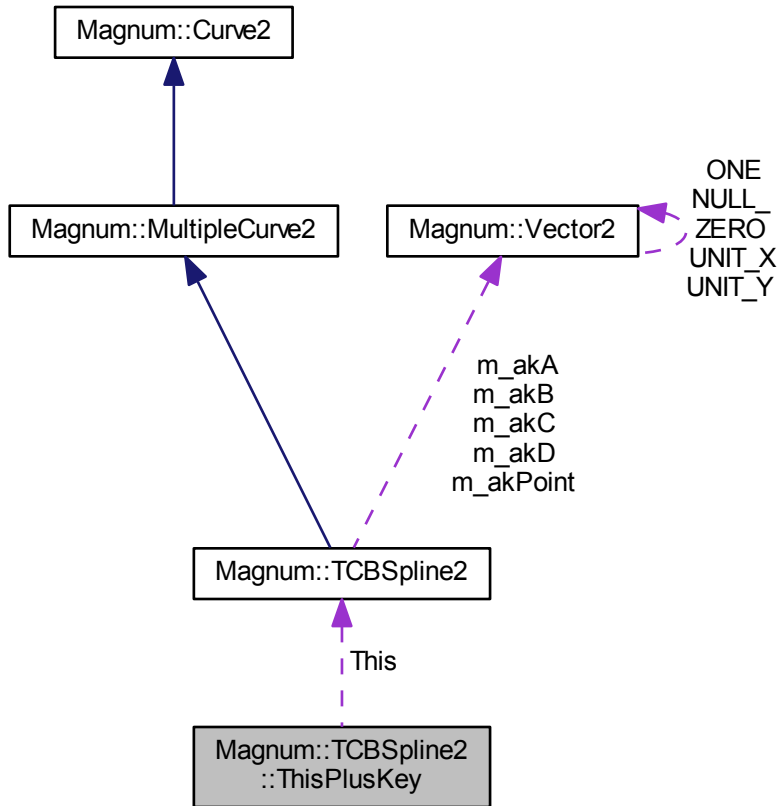 Magnum::Curve2
Magnum::MultipleCurve2
Magnum::Vector2
ONE
NULL_
ZERO
UNIT_X
UNIT_Y
m_akA
m_akB
m_akC
m_akD
m_akPoint
Magnum::TCBSpline2
This
Magnum::TCBSpline2
::ThisPlusKey